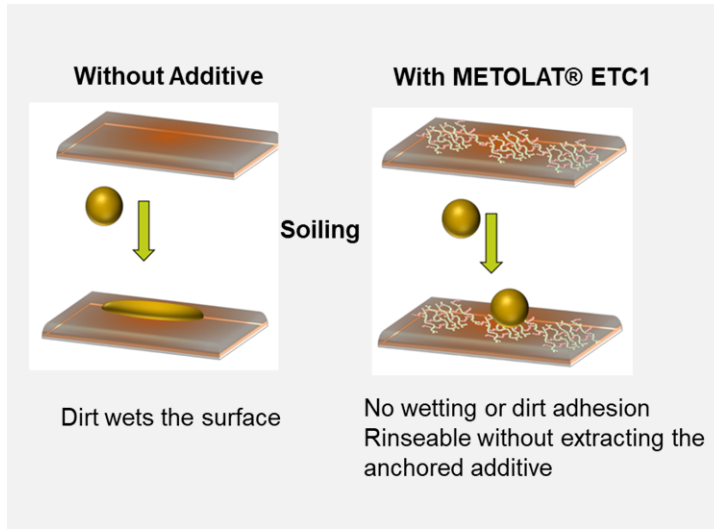 Without Additive
With METOLAT® ETC1
Soiling
Dirt wets the surface
No wetting or dirt adhesion
Rinseable without extracting the
anchored additive